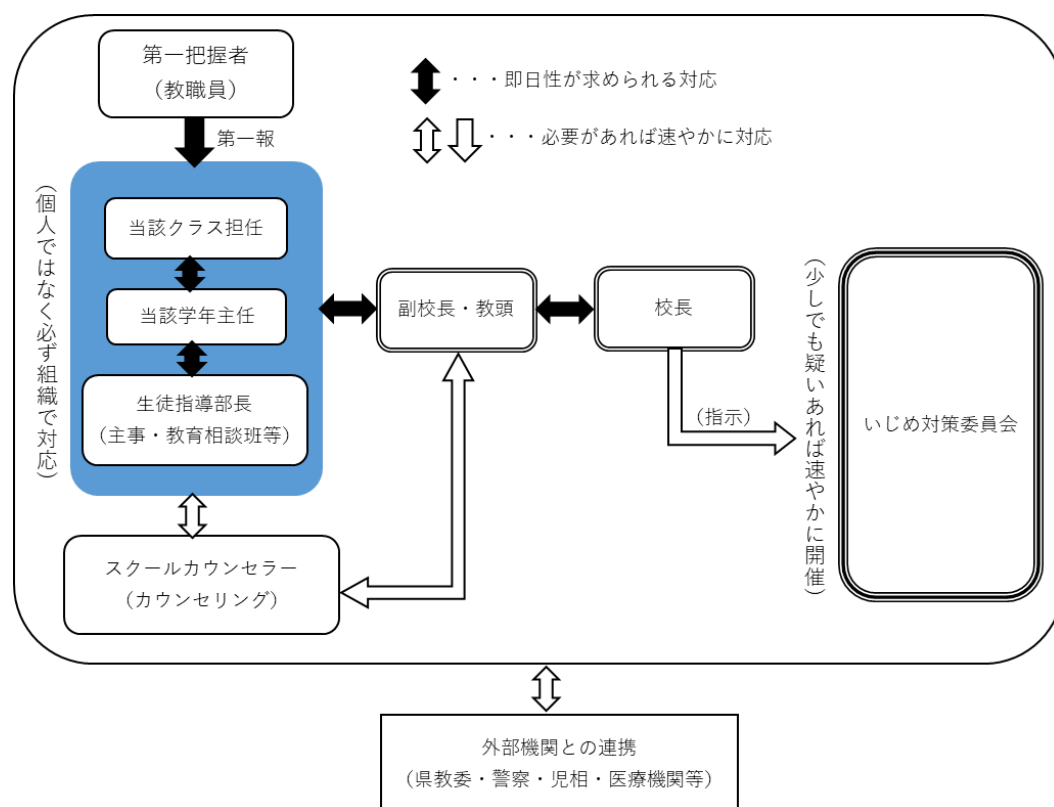 第一把握者
（教職員）
・・・即日性が求められる対応
第一報
・・・必要があれば速やかに対応
（個人ではなく必ず組織で対応）
当該クラス担任
当該学年主任
生徒指導部長
（主事・教育相談班等）
副校長・教頭
校長
（指示）
（少しでも疑いあれば速やかに開催）
いじめ対策委員会
スクールカウンセラー
（カウンセリング）
外部機関との連携
（県教委・警察・児相・医療機関等）